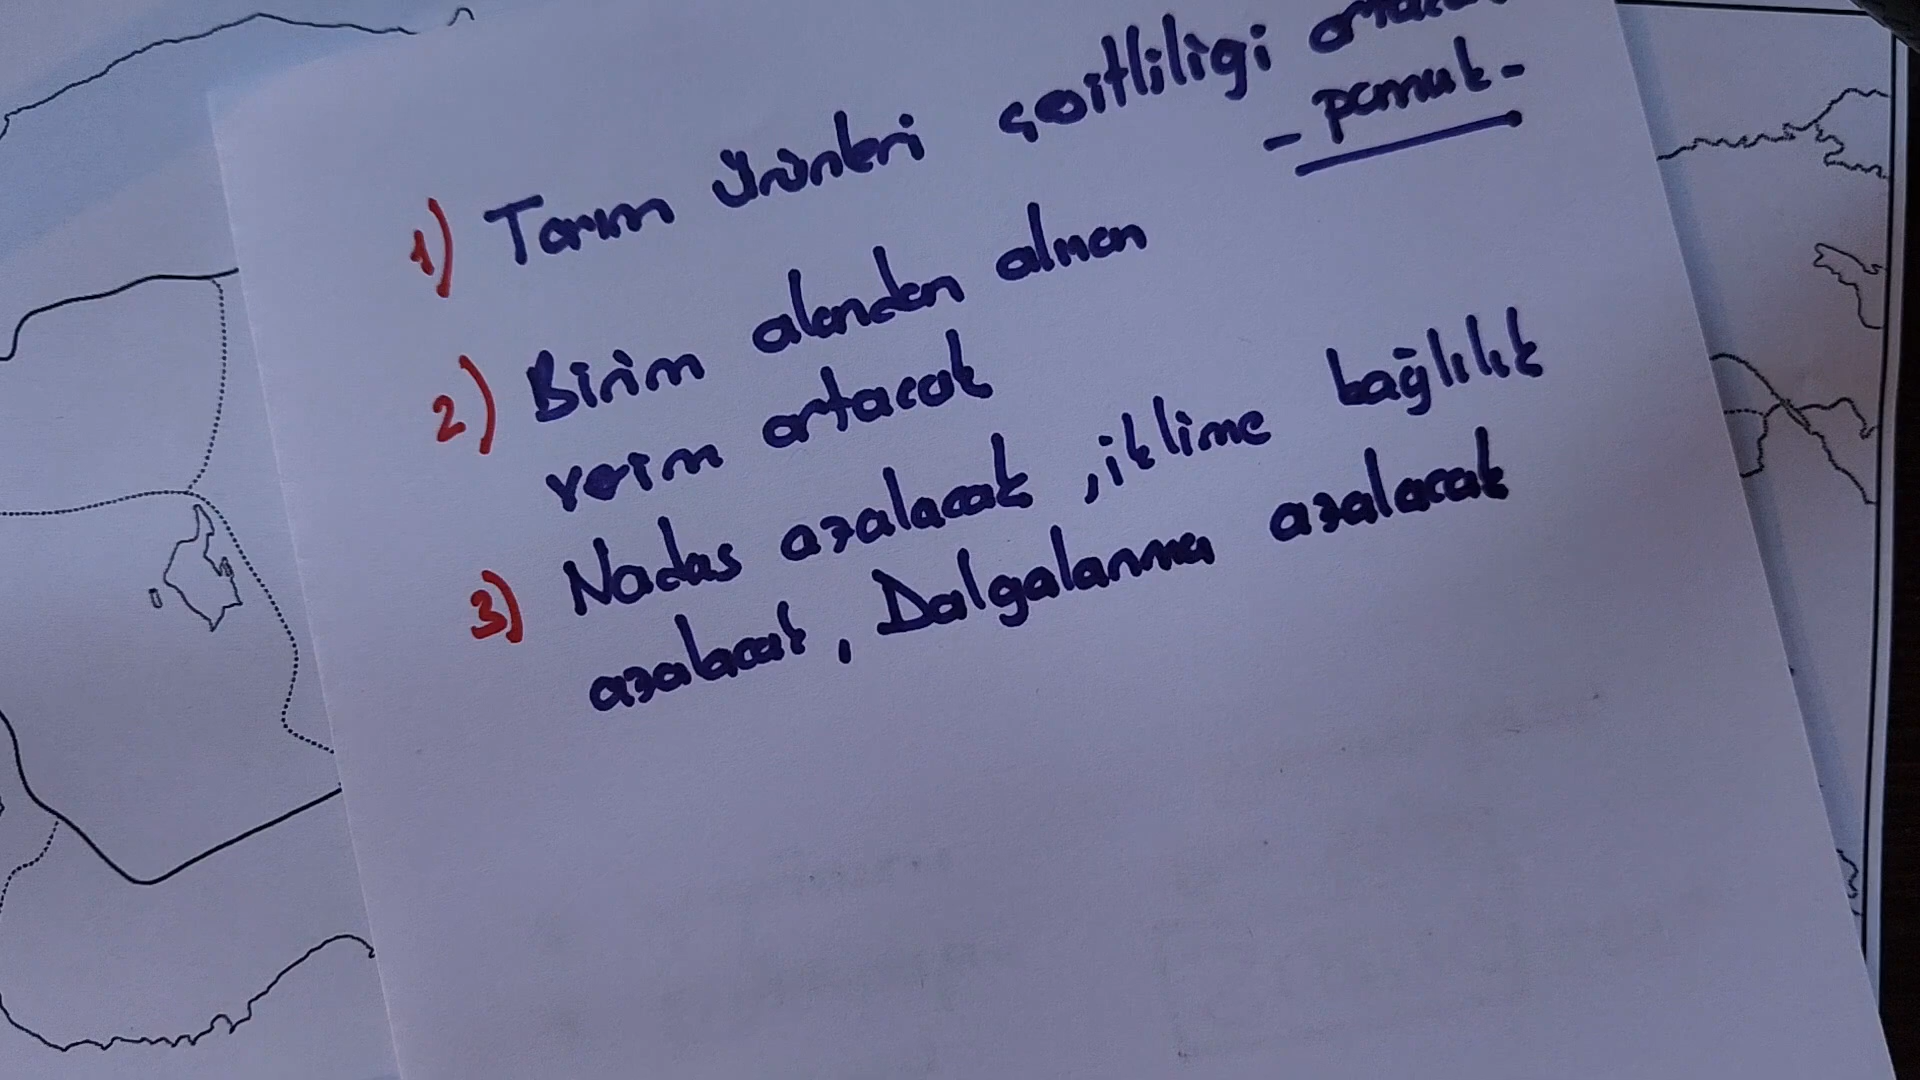 1) Tarım ürünleri çeşitliliği
- pamuk -
2) Birim alandan alınan
verim artacak
3) Nadas azalacak, iklime bağlılık
azalacak, Dalgalanma azalacak